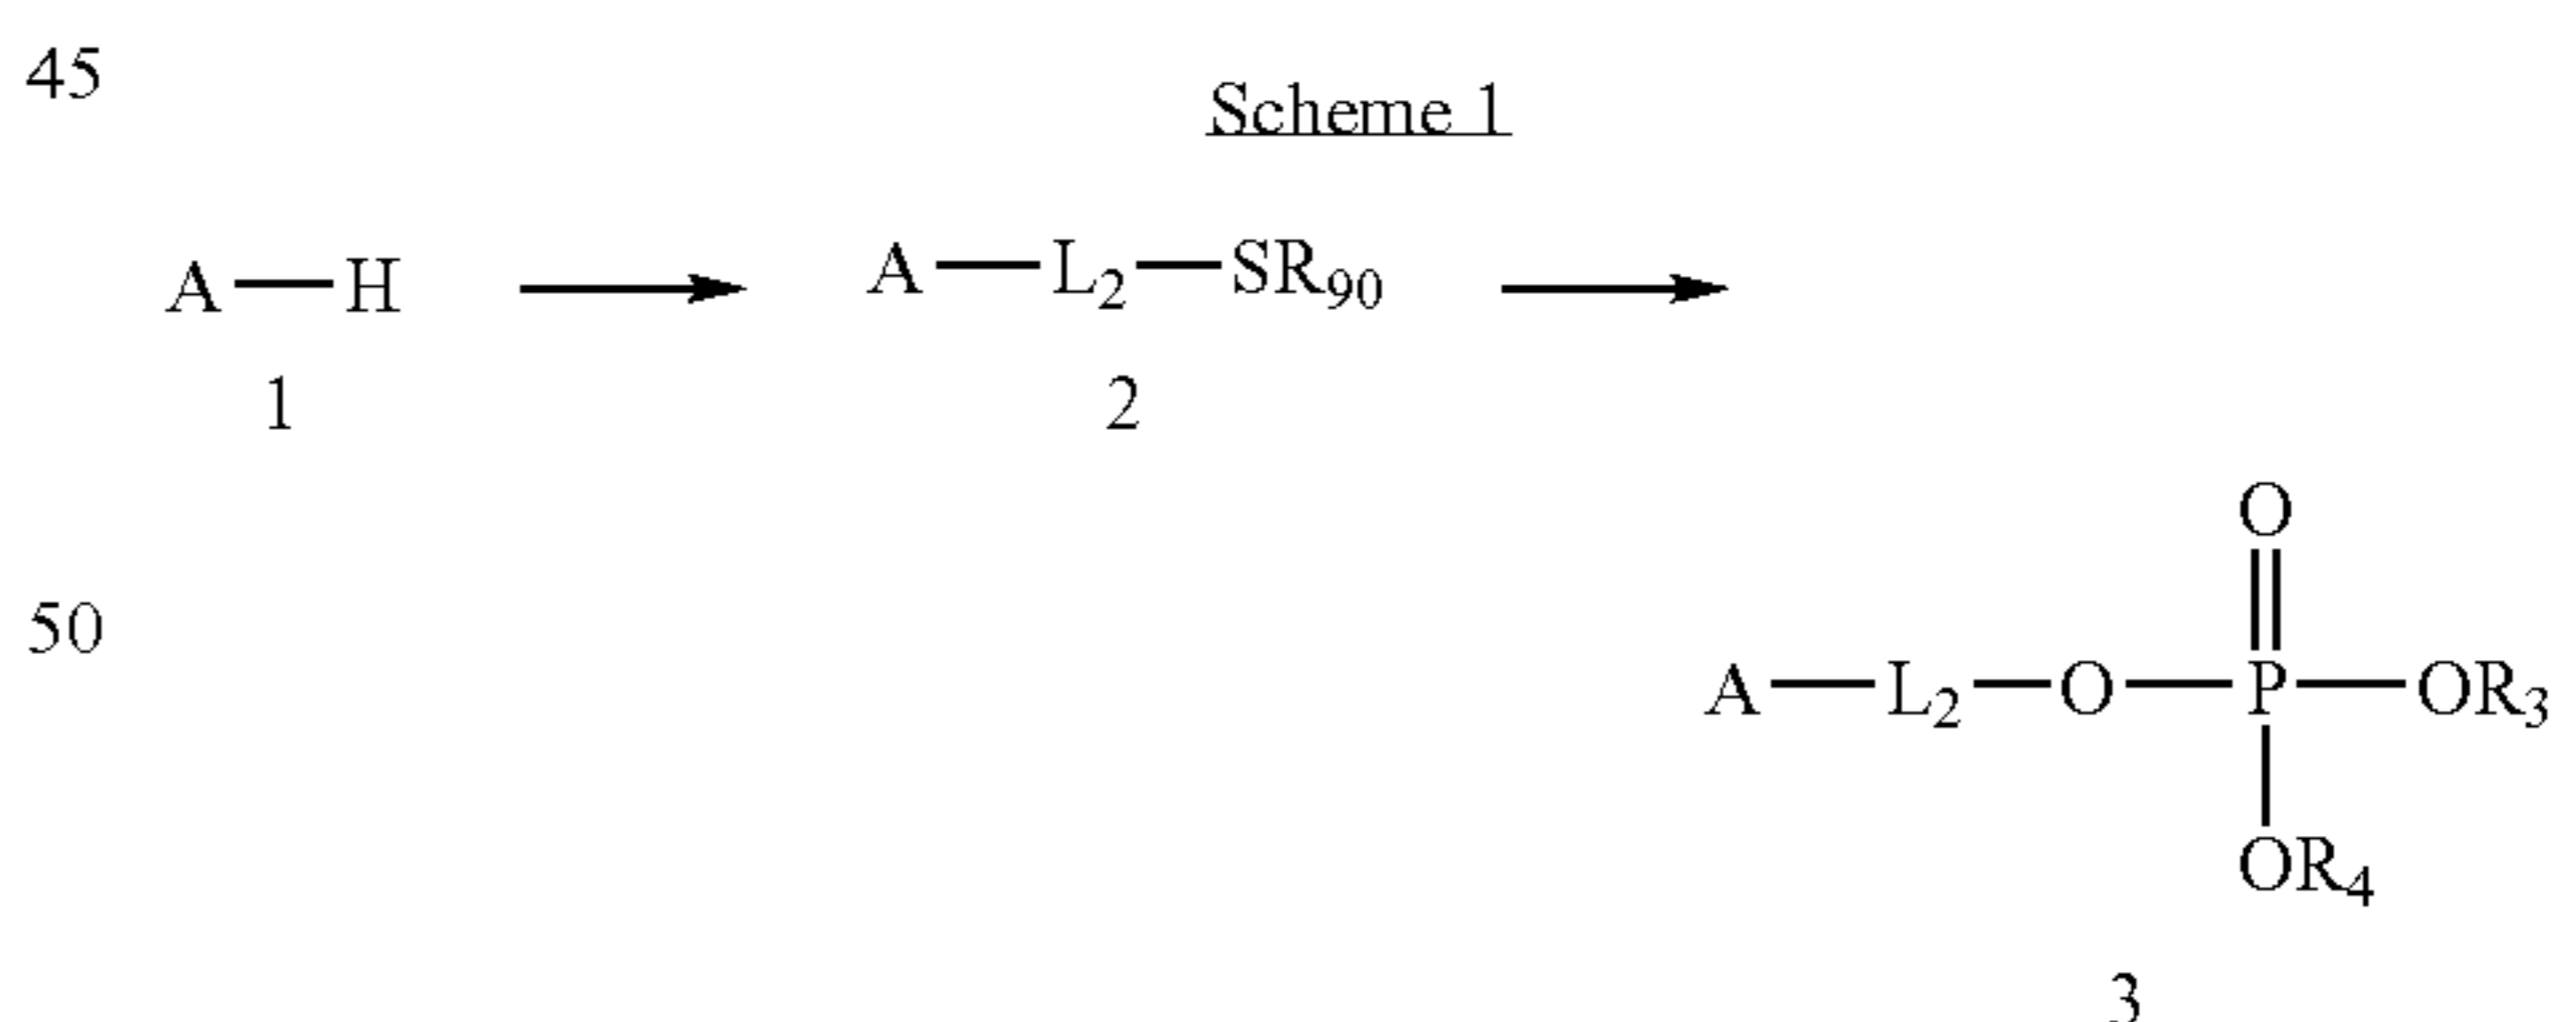 45
Scheme 1
A—H
A—L2—SR90
1
2
O
50
A—L2—O—P—OR3
OR4
3